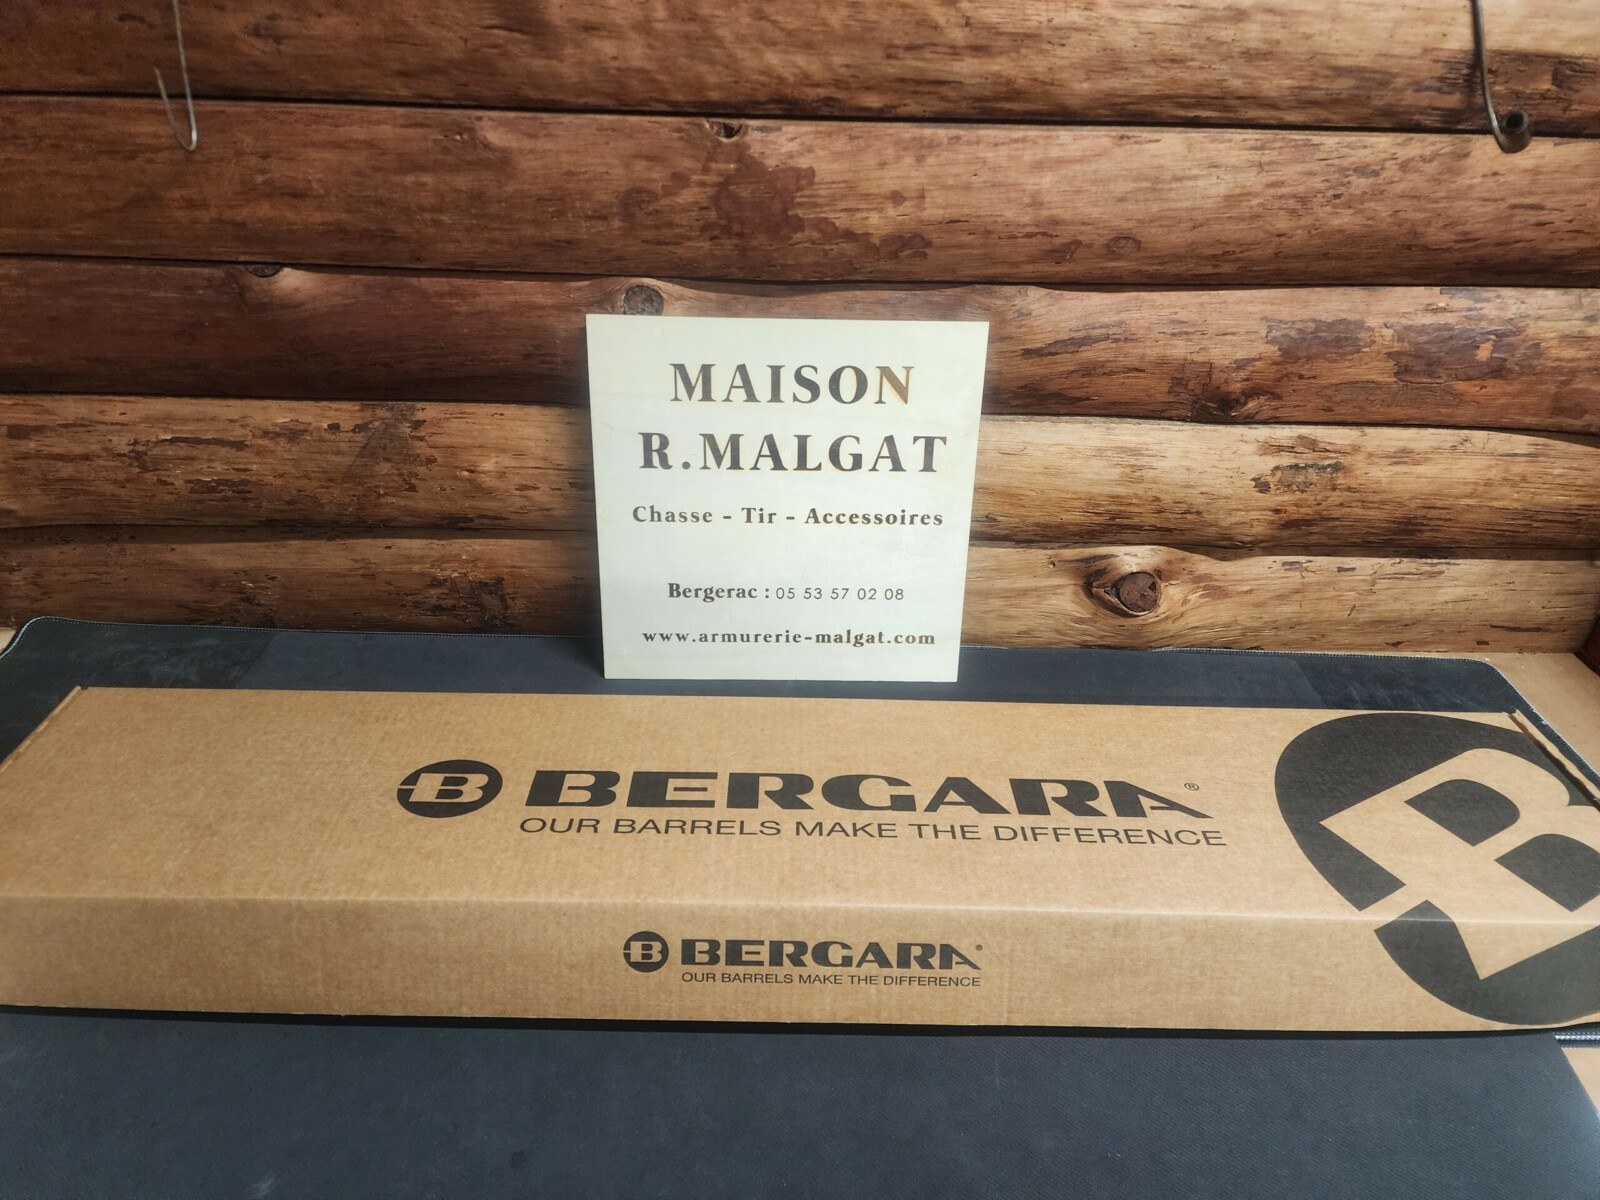 MAISON
R.MALGAT
Chasse - Tir - Accessoires
Bergerac : 05 53 57 02 08
www.armurerie-malgat.com
B BERGARA®
OUR BARRELS MAKE THE DIFFERENCE
B
B BERGARA®
OUR BARRELS MAKE THE DIFFERENCE